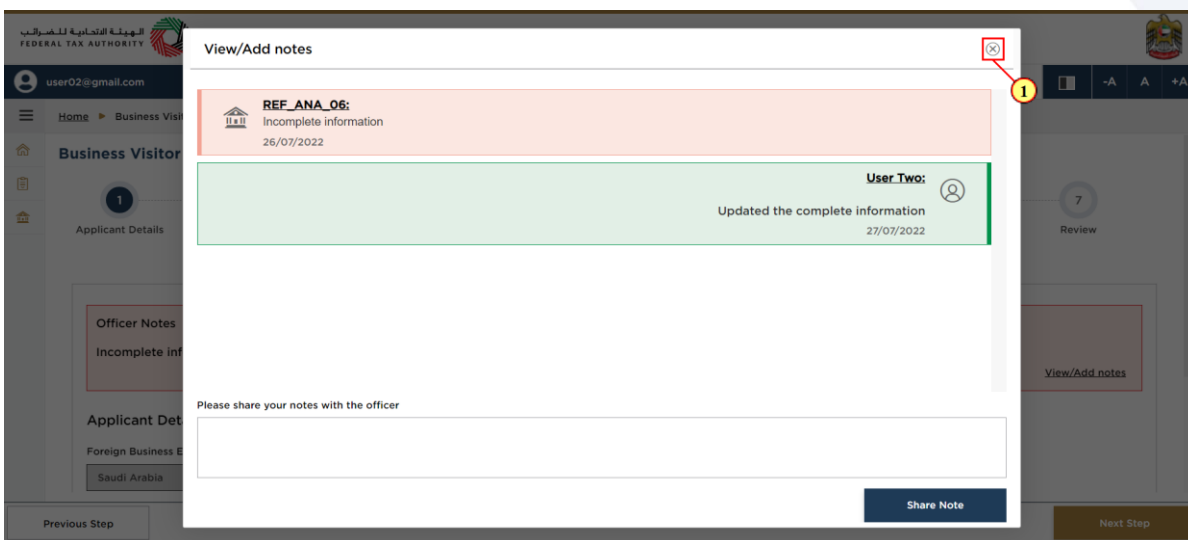 الهيئة الاتحادية للضرائب
FEDERAL TAX AUTHORITY
user02@gmail.com
-A A +A
Home Business Visi
Business Visitor
1
Applicant Details
7
Review
Officer Notes
Incomplete inf
View/Add notes
Applicant Det
Foreign Business E
Saudi Arabia
Previous Step
Next Step
View/Add notes
1
REF_ANA_06:
Incomplete information
26/07/2022
User Two:
Updated the complete information
27/07/2022
Please share your notes with the officer
Share Note